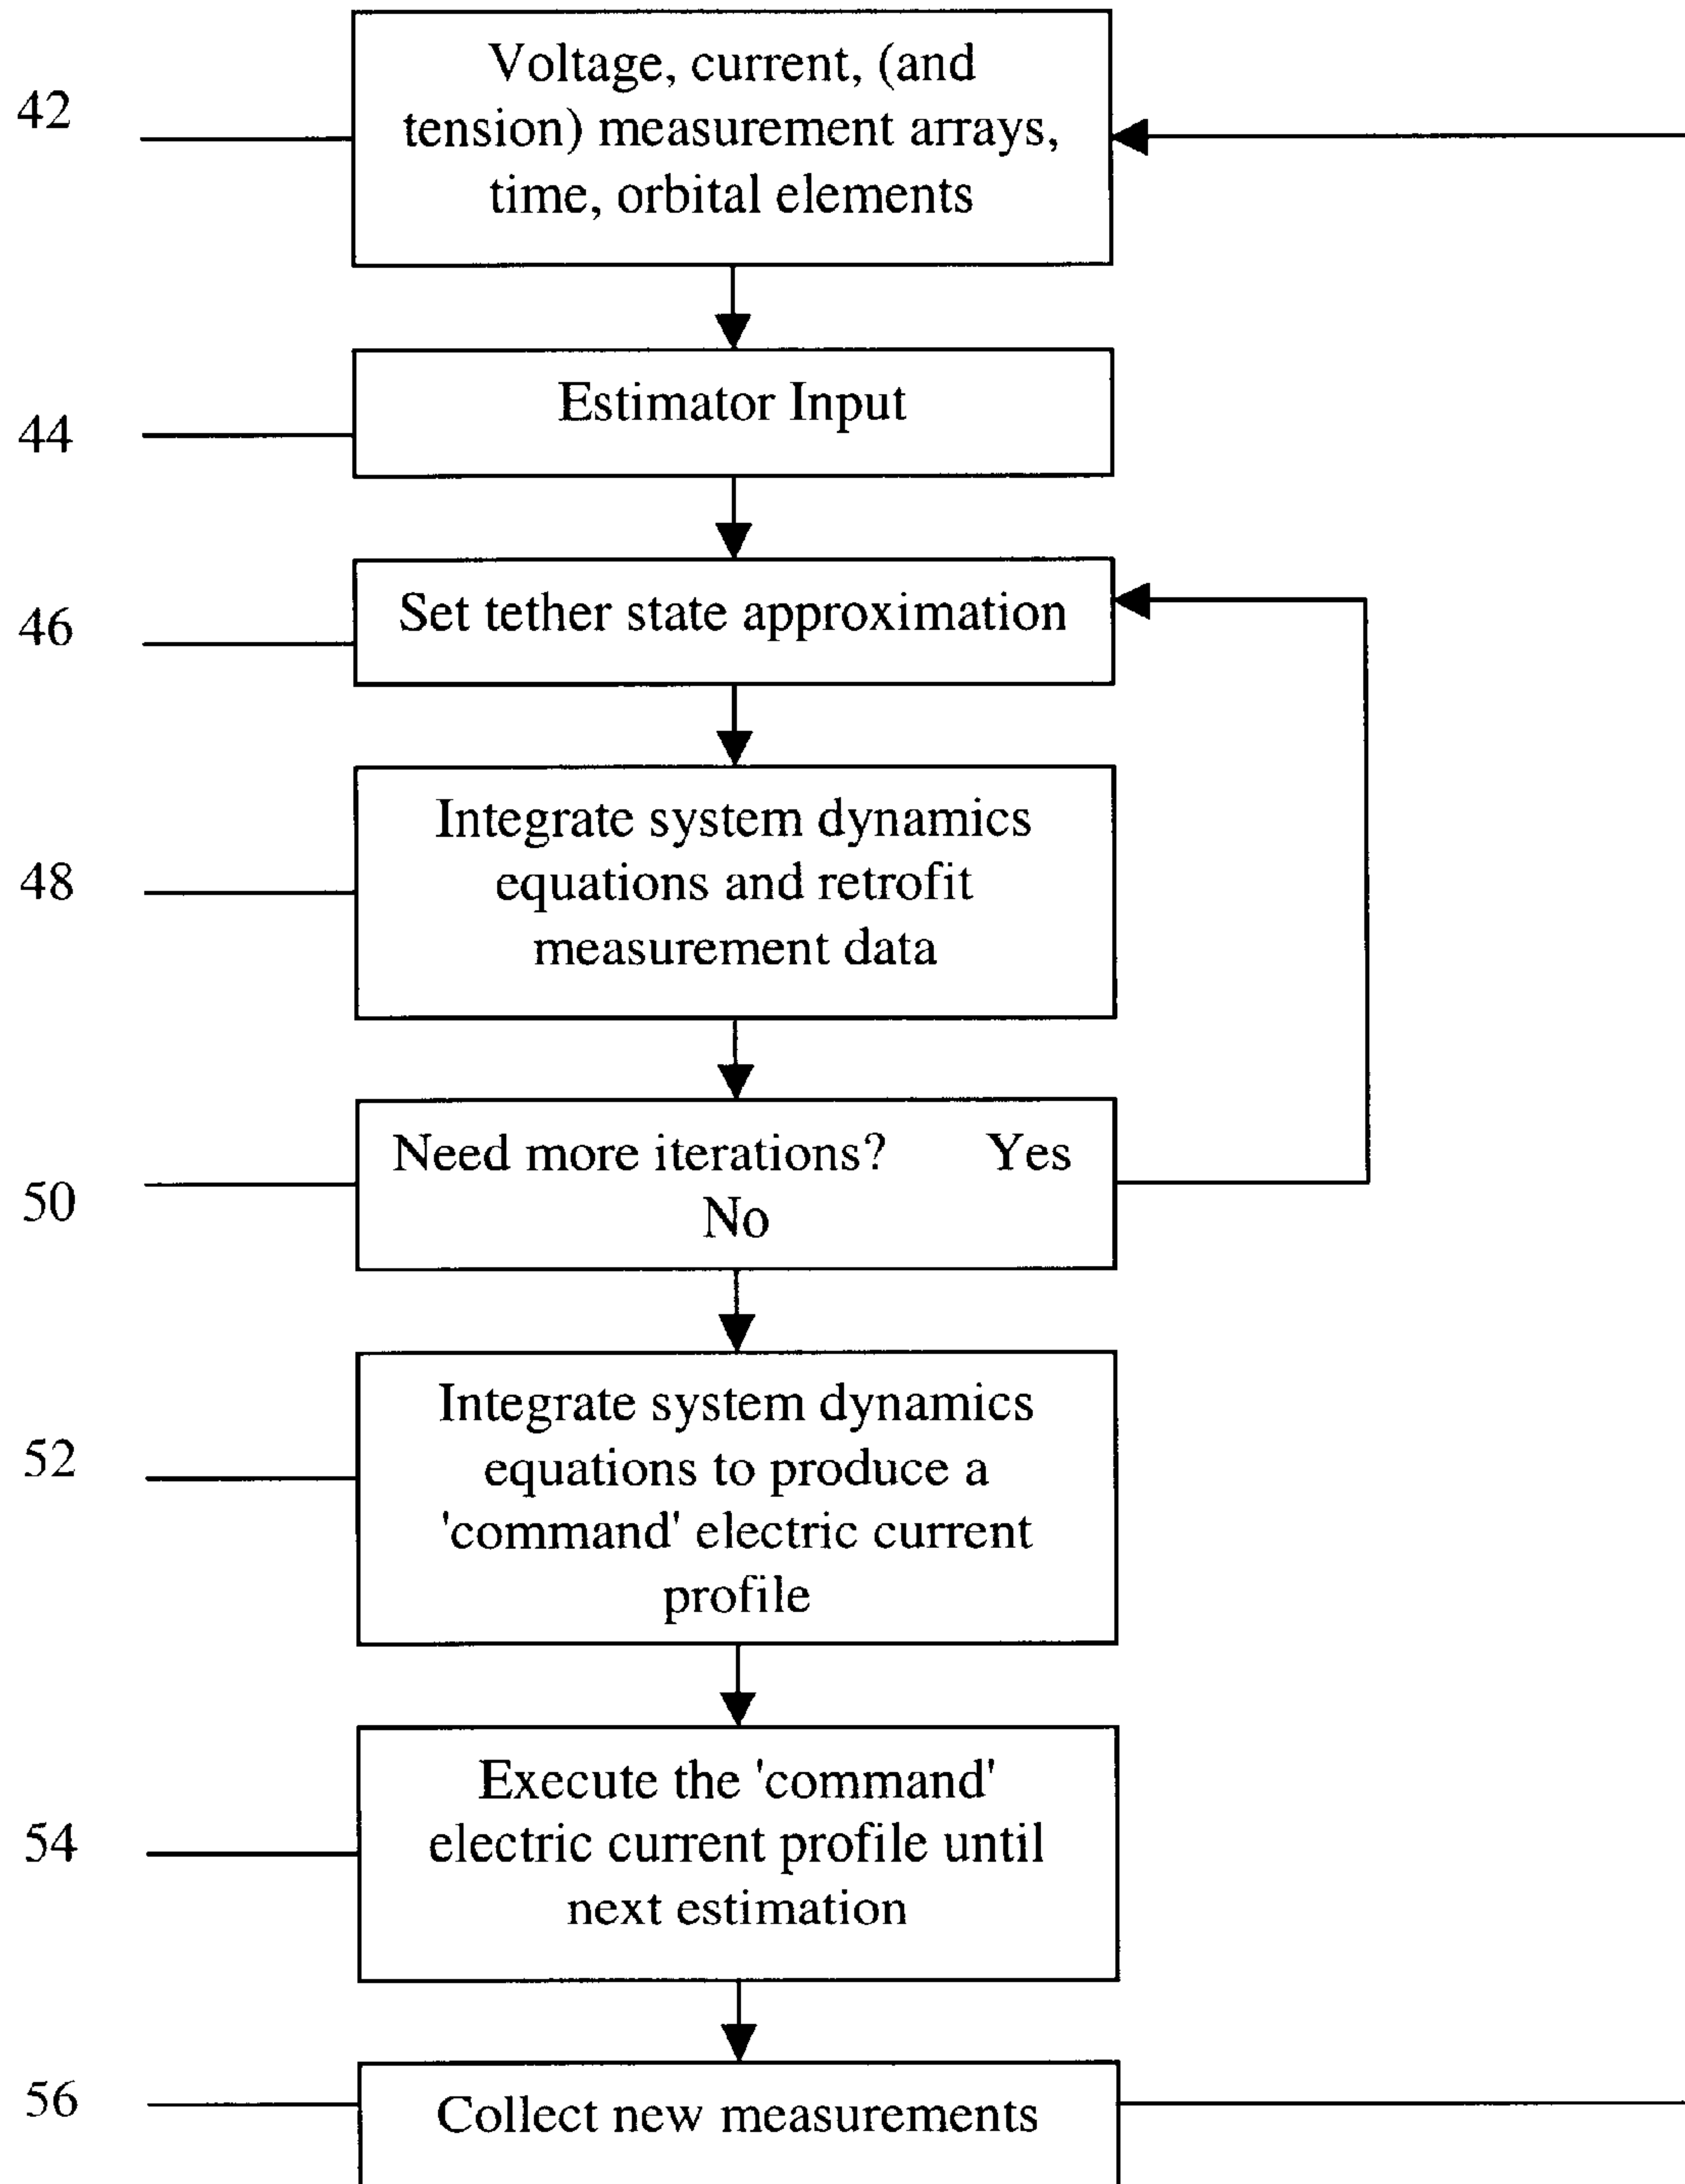 42
Voltage, current, (and
tension) measurement arrays,
time, orbital elements
44
Estimator Input
46
Set tether state approximation
48
Integrate system dynamics
equations and retrofit
measurement data
50
Need more iterations? Yes
No
52
Integrate system dynamics
equations to produce a
'command' electric current
profile
54
Execute the 'command'
electric current profile until
next estimation
56
Collect new measurements